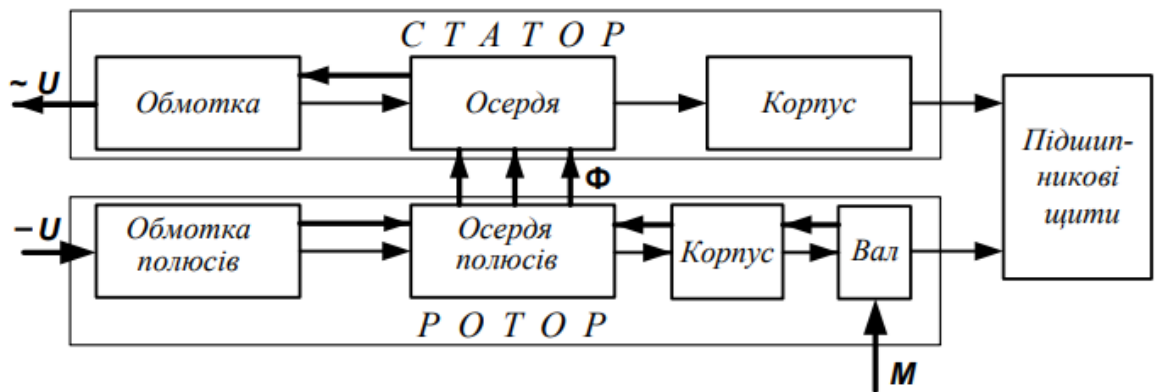 С Т А Т О Р
~ U
Обмотка
Осердя
Корпус
Підшип-
никові
щити
Ф
– U
Обмотка
полюсів
Осердя
полюсів
Корпус
Вал
Р О Т О Р
М